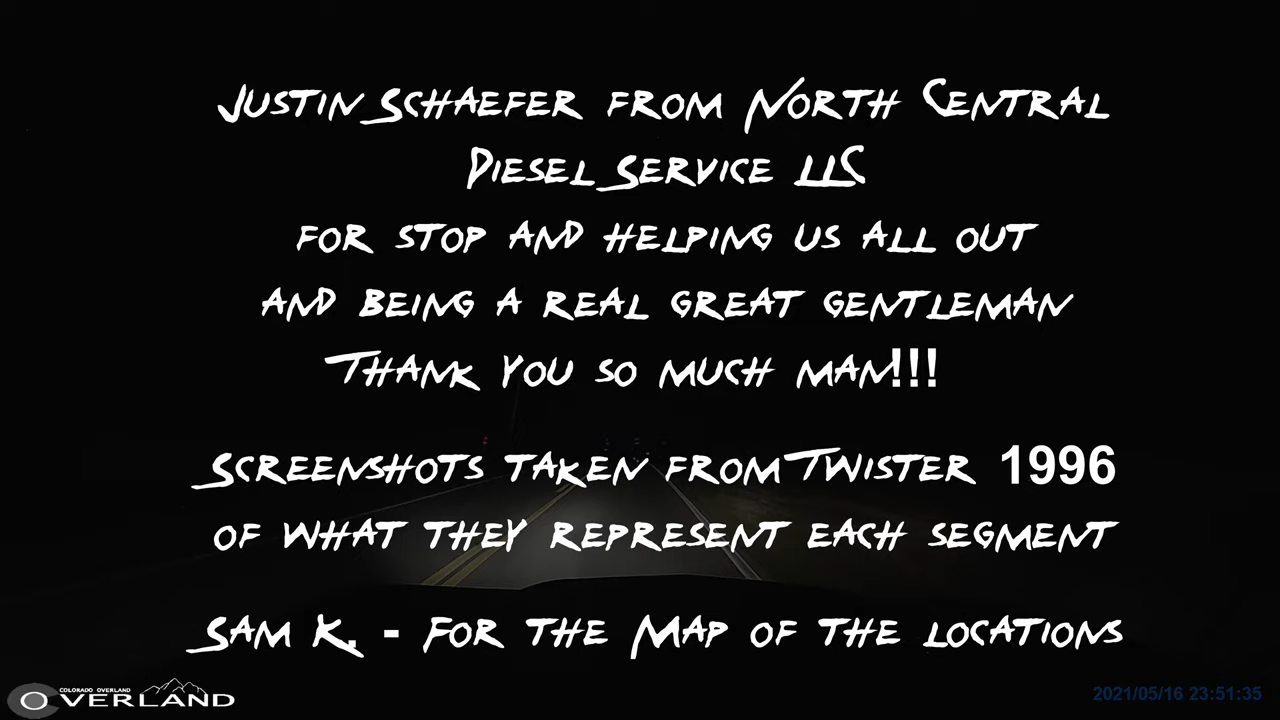 Justin Schaefer from North Central
Diesel Service LLC
for stop and helping us all out
and being a real great gentleman
Thank you so much man!!!
Screenshots taken from Twister 1996
of what they represent each segment
Sam K. - For the Map of the locations
COLORADO OVERLAND
OVERLAND
2021/05/16 23:51:35